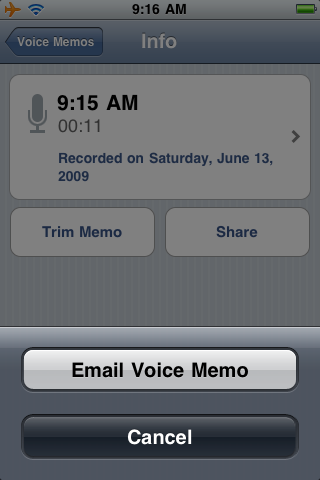 9:16 AM
Voice Memos
Info
9:15 AM
00:11
Recorded on Saturday, June 13,
2009
Trim Memo
Share
Email Voice Memo
Cancel